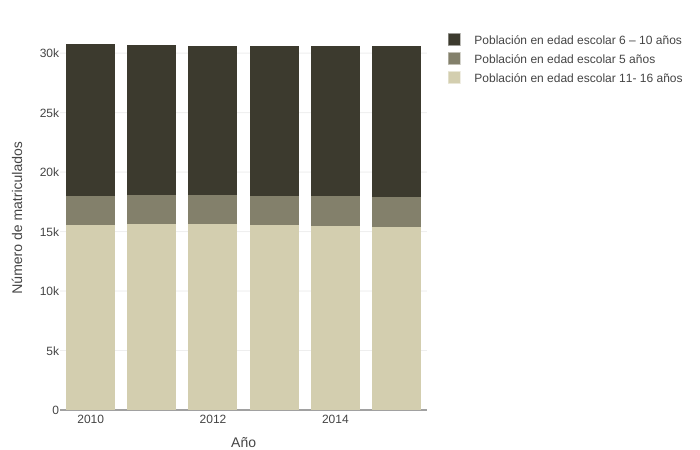 30k
25k
20k
15k
10k
5k
0
2010
2012
2014
Año
Número de matriculados
Población en edad escolar 6 – 10 años
Población en edad escolar 5 años
Población en edad escolar 11- 16 años